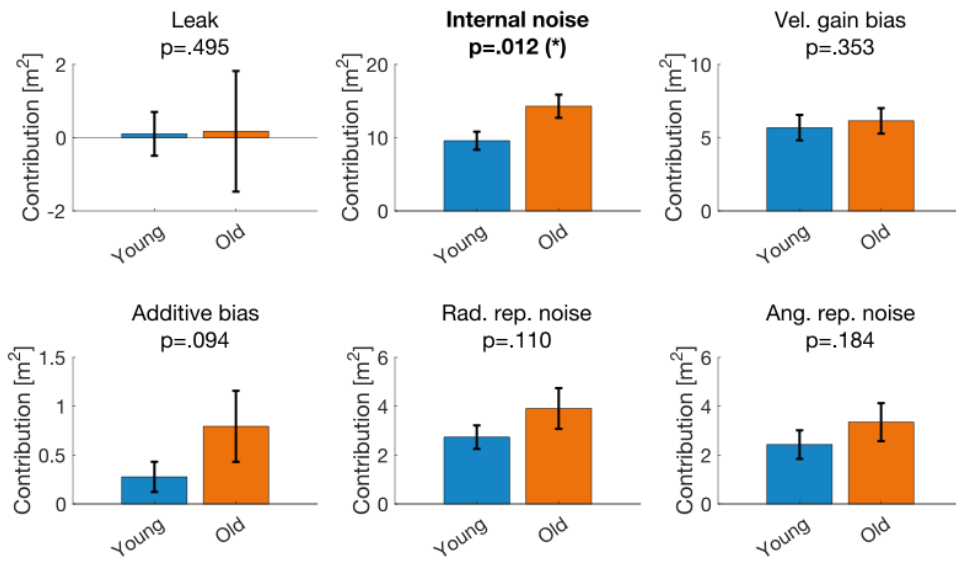 Leak
p=.495
Contribution [m²]
2
0
-2
Young
Old
Internal noise
p=.012 (*)
Contribution [m²]
20
10
0
Young
Old
Vel. gain bias
p=.353
Contribution [m²]
10
5
0
Young
Old
Additive bias
p=.094
Contribution [m²]
1.5
1
0.5
0
Young
Old
Rad. rep. noise
p=.110
Contribution [m²]
6
4
2
0
Young
Old
Ang. rep. noise
p=.184
Contribution [m²]
6
4
2
0
Young
Old